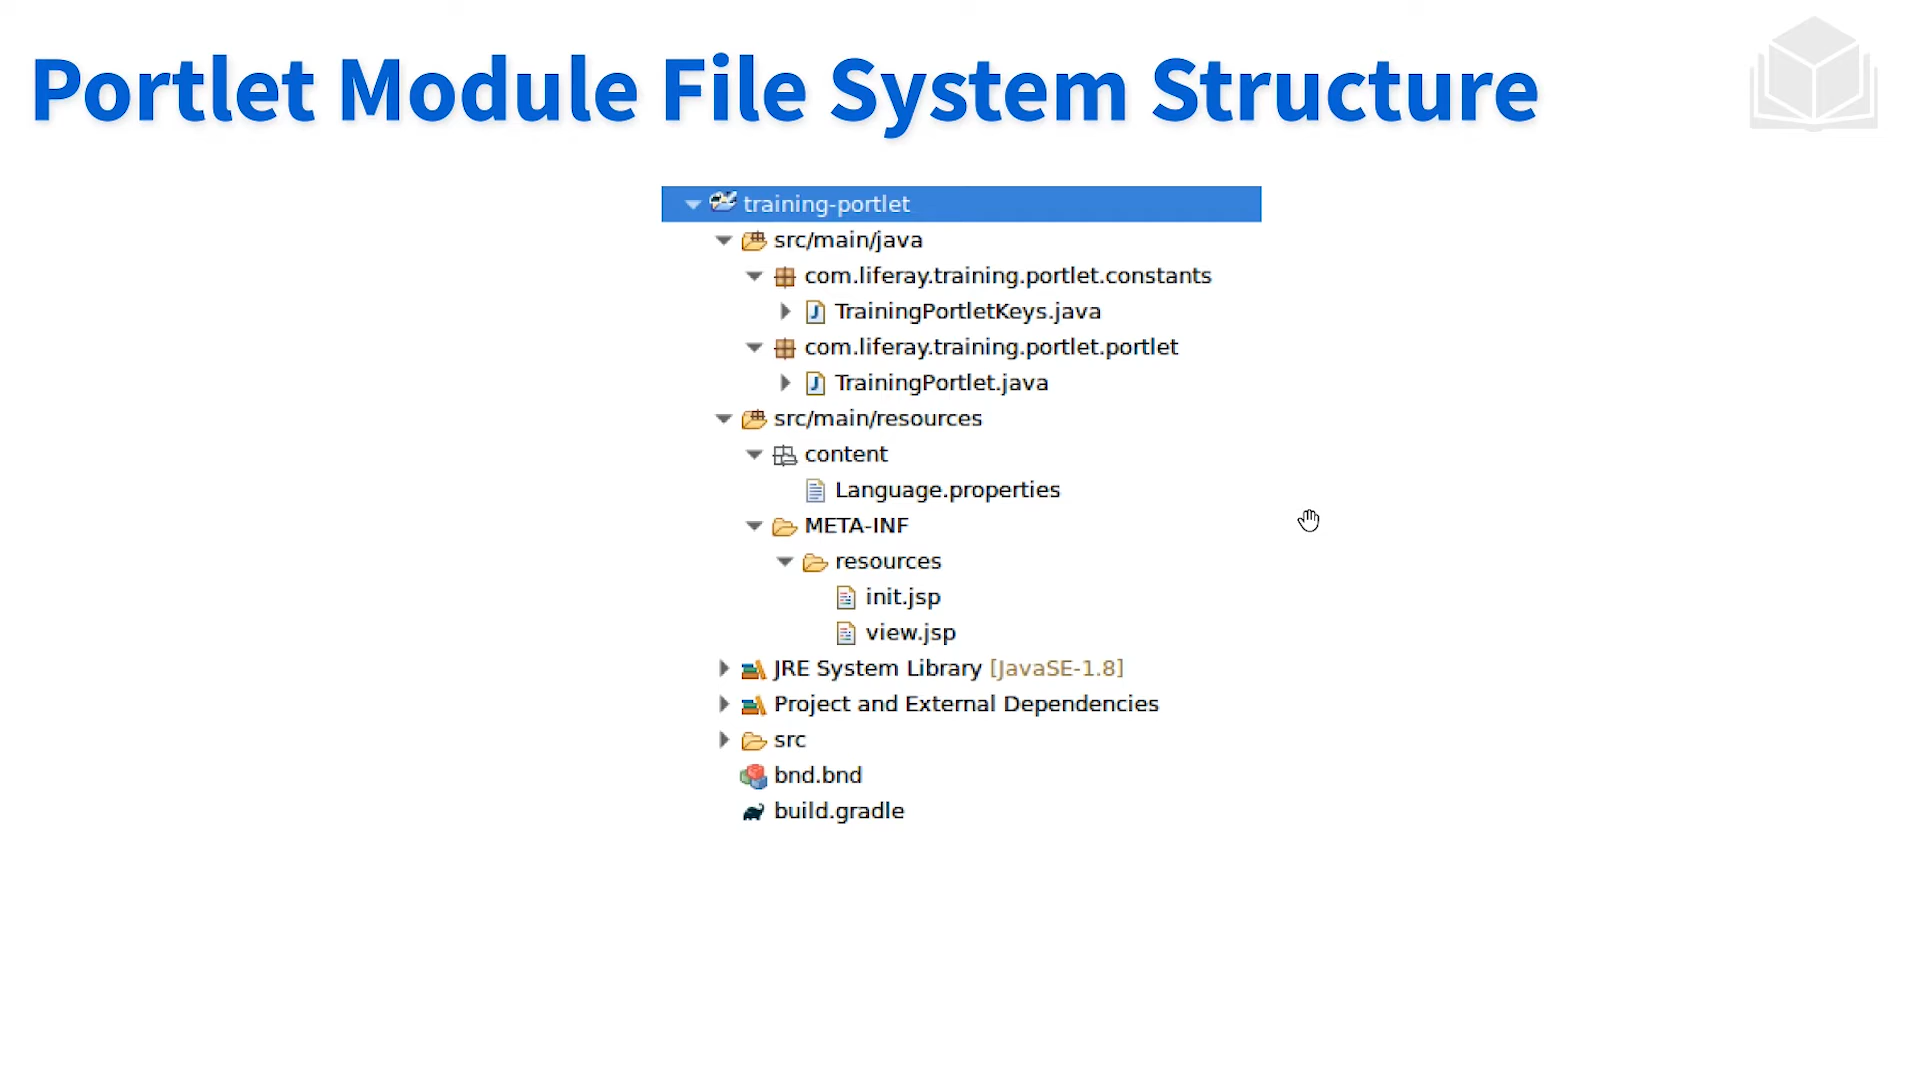 Portlet Module File System Structure
training-portlet
src/main/java
com.liferay.training.portlet.constants
TrainingPortletKeys.java
com.liferay.training.portlet.portlet
TrainingPortlet.java
src/main/resources
content
Language.properties
META-INF
resources
init.jsp
view.jsp
JRE System Library [JavaSE-1.8]
Project and External Dependencies
src
bnd.bnd
build.gradle